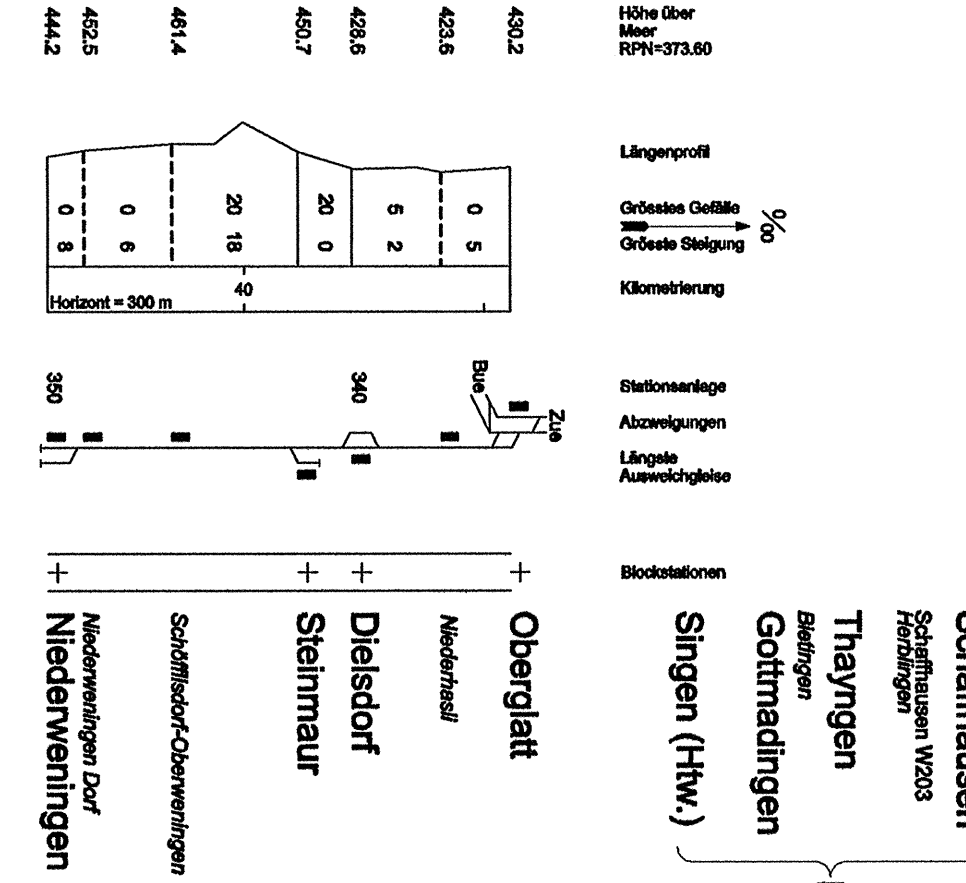 444.2
452.5
461.4
450.7
428.6
423.6
430.2
Höhe über
Meer
RPN=373.60
Längenprofil
0 8
0 6
20 18
20 0
5 2
0 5
Grösstes Gefälle
Grösste Steigung
0/00
Horizont = 300 m
40
Kilometrierung
350
340
Bue
Zue
Stationsanlage
Abzweigungen
Längste
Ausweichgleise
Blockstationen
Niederweningen
Niederweningen Dorf
Schöfflisdorf-Oberweningen
Steinmaur
Dielsdorf
Niederhasli
Oberglatt
Singen (Htw.)
Gottmadingen
Bietingen
Thayngen
Herblingen
Schaffhausen W203